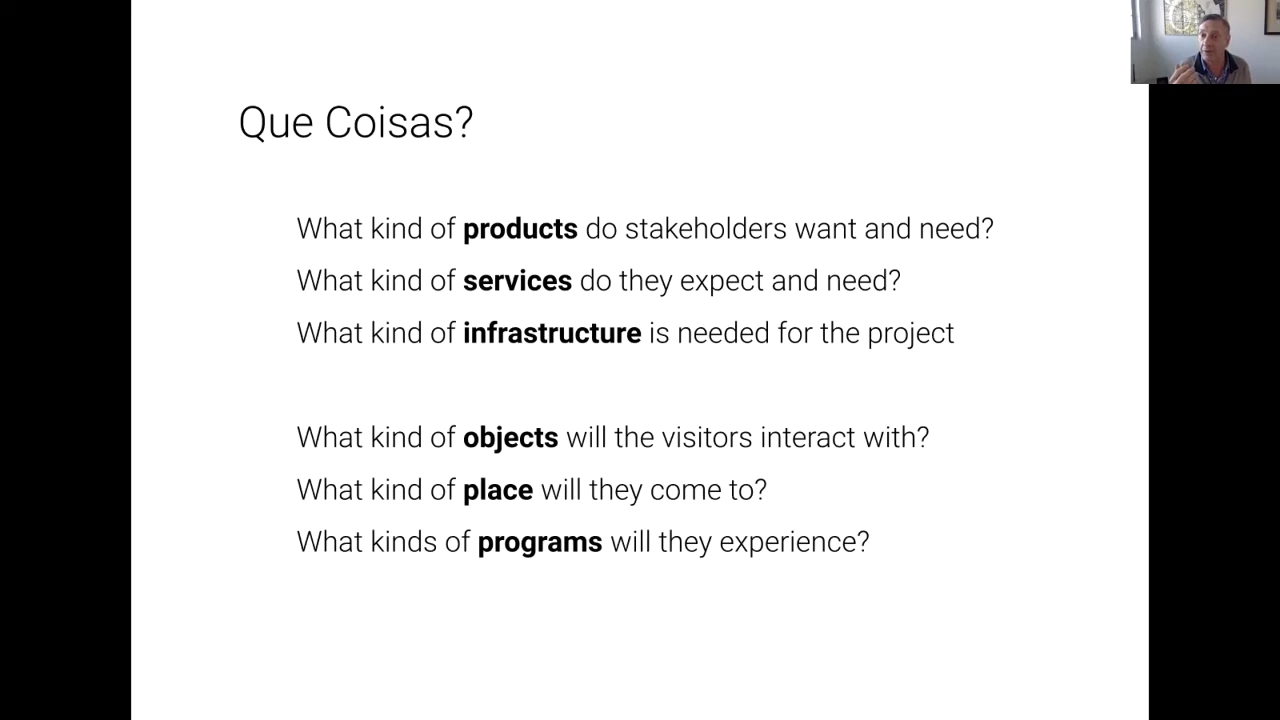 Que Coisas?
What kind of products do stakeholders want and need?
What kind of services do they expect and need?
What kind of infrastructure is needed for the project
What kind of objects will the visitors interact with?
What kind of place will they come to?
What kinds of programs will they experience?